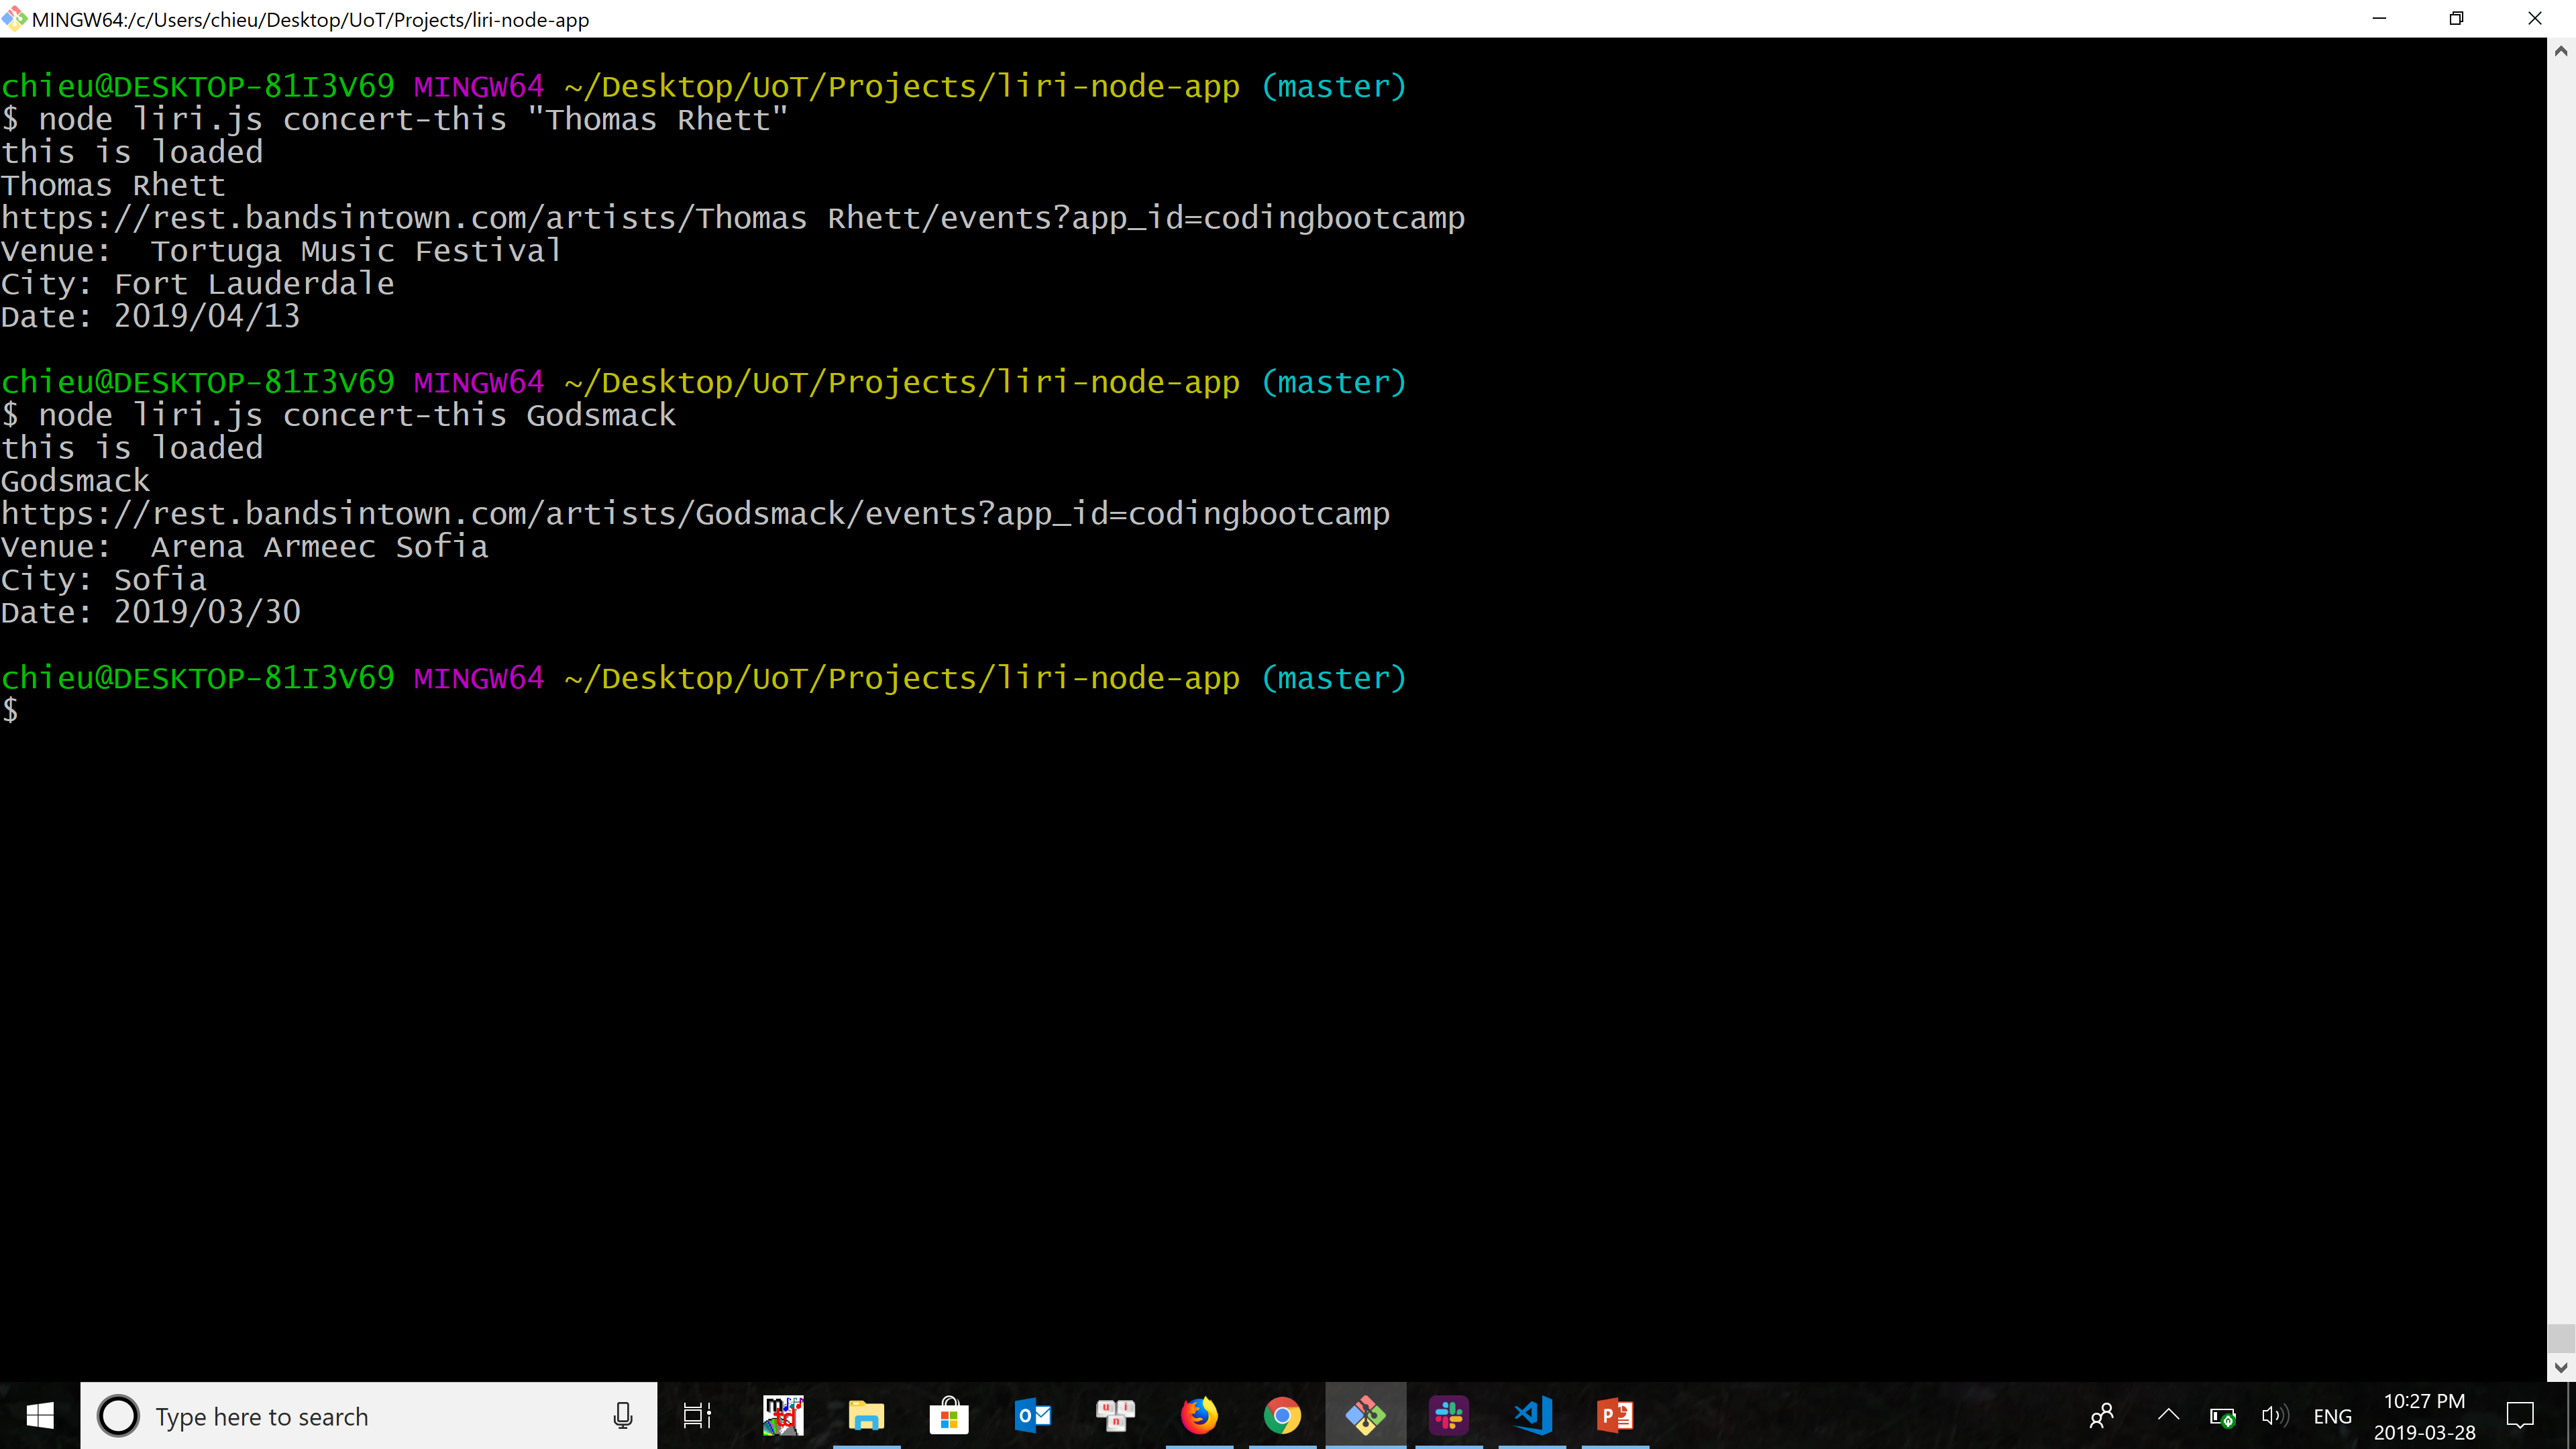 MINGW64:/c/Users/chieu/Desktop/UoT/Projects/liri-node-app
chieu@DESKTOP-81I3V69 MINGW64 ~/Desktop/UoT/Projects/liri-node-app (master)
$ node liri.js concert-this "Thomas Rhett"
this is loaded
Thomas Rhett
https://rest.bandsintown.com/artists/Thomas Rhett/events?app_id=codingbootcamp
Venue:  Tortuga Music Festival
City: Fort Lauderdale
Date: 2019/04/13
chieu@DESKTOP-81I3V69 MINGW64 ~/Desktop/UoT/Projects/liri-node-app (master)
$ node liri.js concert-this Godsmack
this is loaded
Godsmack
https://rest.bandsintown.com/artists/Godsmack/events?app_id=codingbootcamp
Venue:  Arena Armeec Sofia
City: Sofia
Date: 2019/03/30
chieu@DESKTOP-81I3V69 MINGW64 ~/Desktop/UoT/Projects/liri-node-app (master)
$
Type here to search
ENG
10:27 PM
2019-03-28